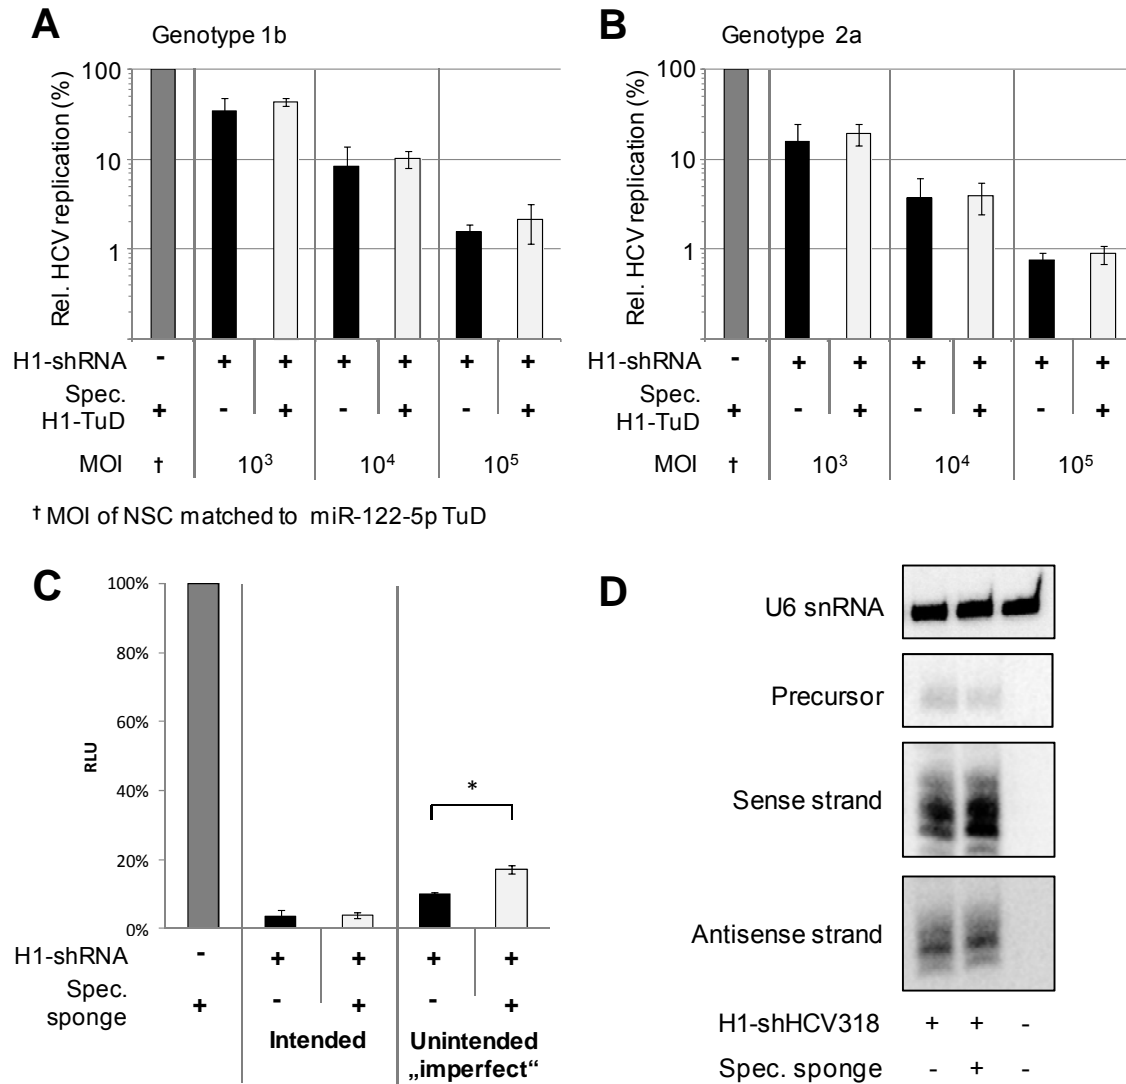 A
Genotype 1b
Rel. HCV replication (%)
100
10
1
H1-shRNA - + + + + + +
Spec.
H1-TuD + - + - + - +
MOI † 10³ 10⁴ 10⁵
† MOI of NSC matched to miR-122-5p TuD
B
Genotype 2a
Rel. HCV replication (%)
100
10
1
H1-shRNA - + + + + + +
Spec.
H1-TuD + - + - + - +
MOI † 10³ 10⁴ 10⁵
C
RLU
100%
80%
60%
40%
20%
0%
*
H1-shRNA - + + + +
Spec.
sponge + - + - +
Intended
Unintended
„imperfect“
D
U6 snRNA
Precursor
Sense strand
Antisense strand
H1-shHCV318 + + -
Spec. sponge - + -